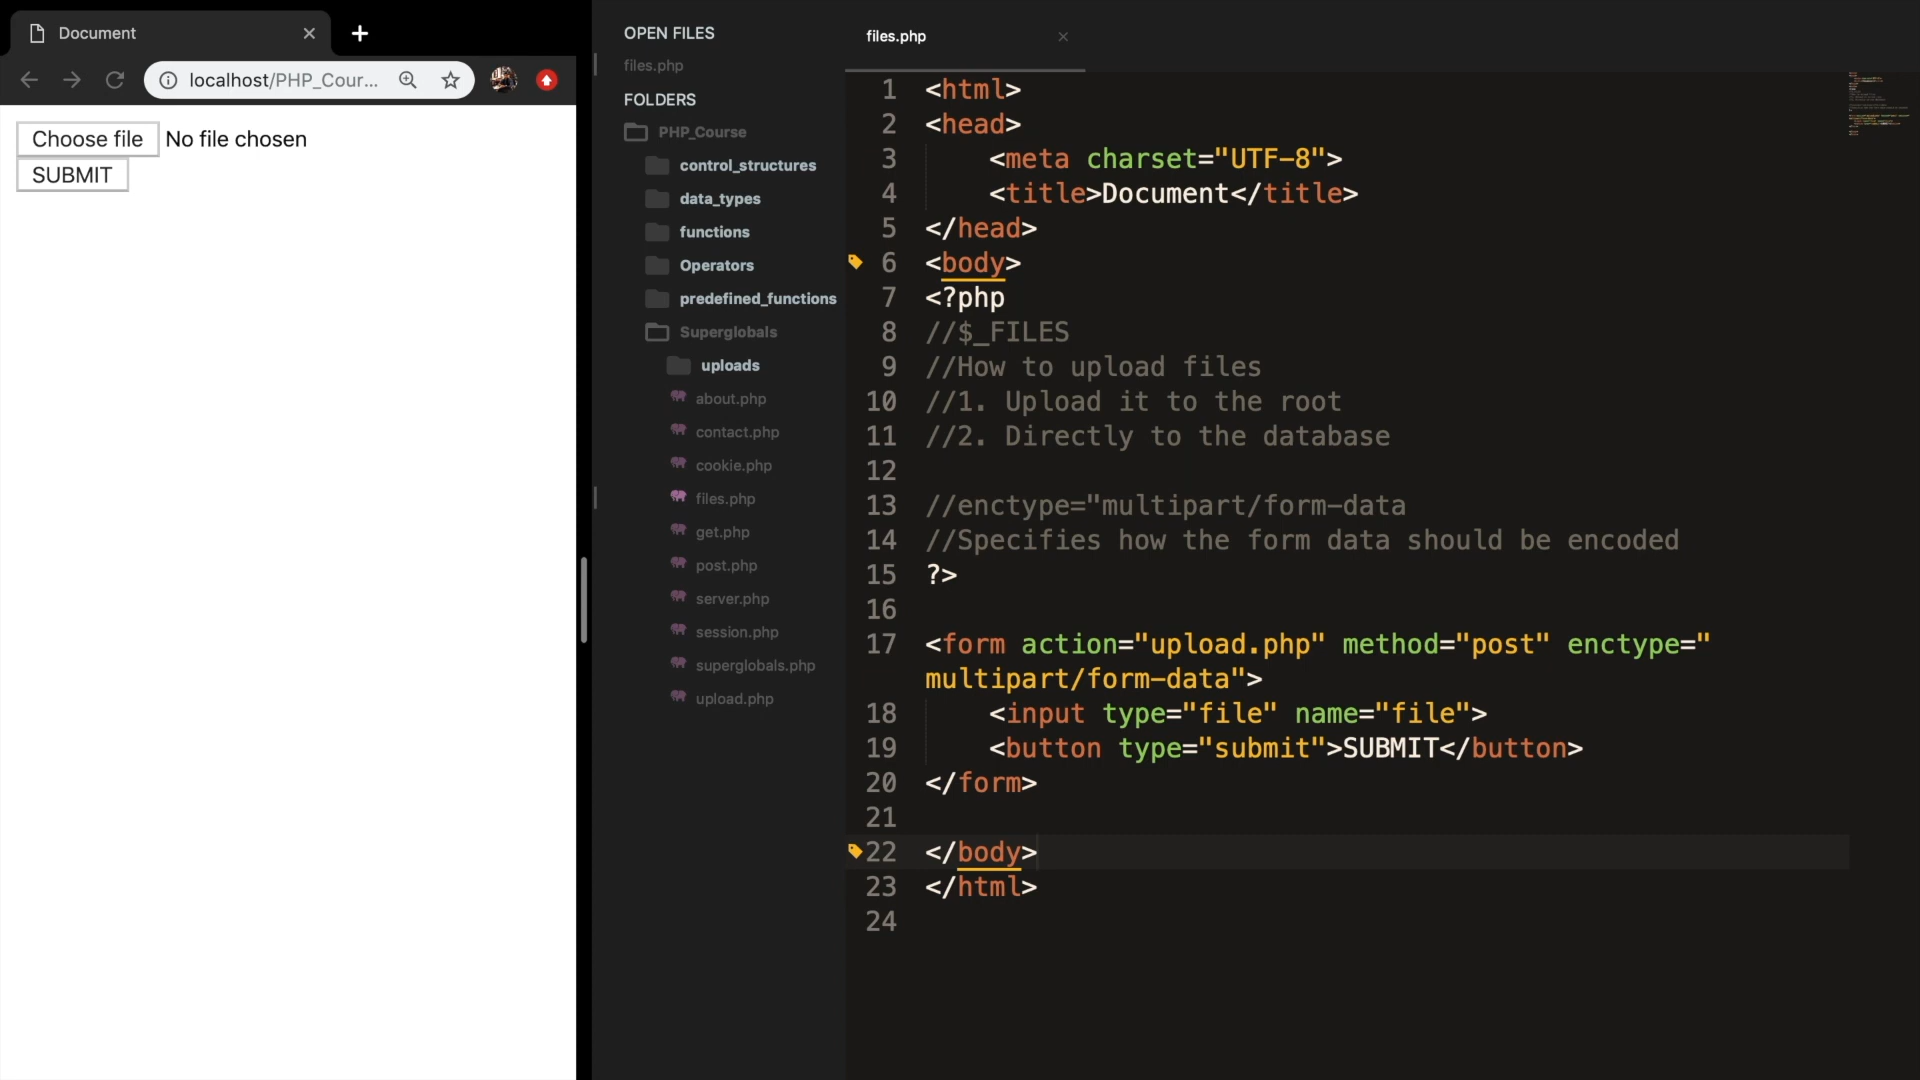 Document
localhost/PHP_Cour...
Choose file No file chosen
SUBMIT
OPEN FILES
files.php
FOLDERS
PHP_Course
control_structures
data_types
functions
Operators
predefined_functions
Superglobals
uploads
about.php
contact.php
cookie.php
files.php
get.php
post.php
server.php
session.php
superglobals.php
upload.php
files.php
1 <html>
2 <head>
3 <meta charset="UTF-8">
4 <title>Document</title>
5 </head>
6 <body>
7 <?php
8 //$_FILES
9 //How to upload files
10 //1. Upload it to the root
11 //2. Directly to the database
12
13 //enctype="multipart/form-data
14 //Specifies how the form data should be encoded
15 ?>
16
17 <form action="upload.php" method="post" enctype="
multipart/form-data">
18 <input type="file" name="file">
19 <button type="submit">SUBMIT</button>
20 </form>
21
22 </body>
23 </html>
24